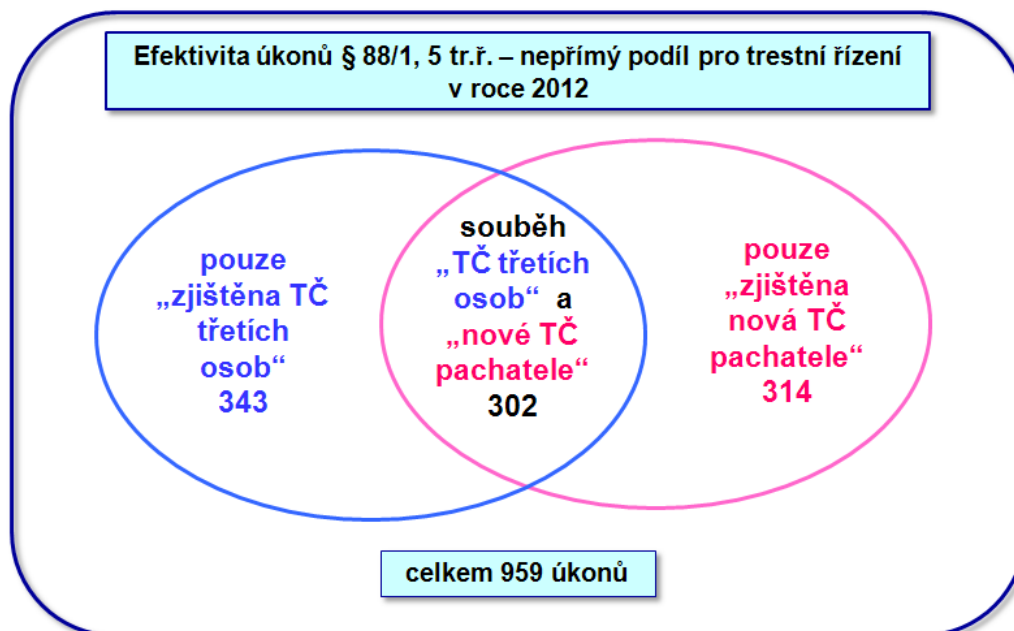 Efektivita úkonů § 88/1, 5 tr.ř. – nepřímý podíl pro trestní řízení
v roce 2012
pouze
„zjištěna TČ
třetích
osob“
343
souběh
„TČ třetích
osob“ a
„nové TČ
pachatele“
302
pouze
„zjištěna
nová TČ
pachatele“
314
celkem 959 úkonů